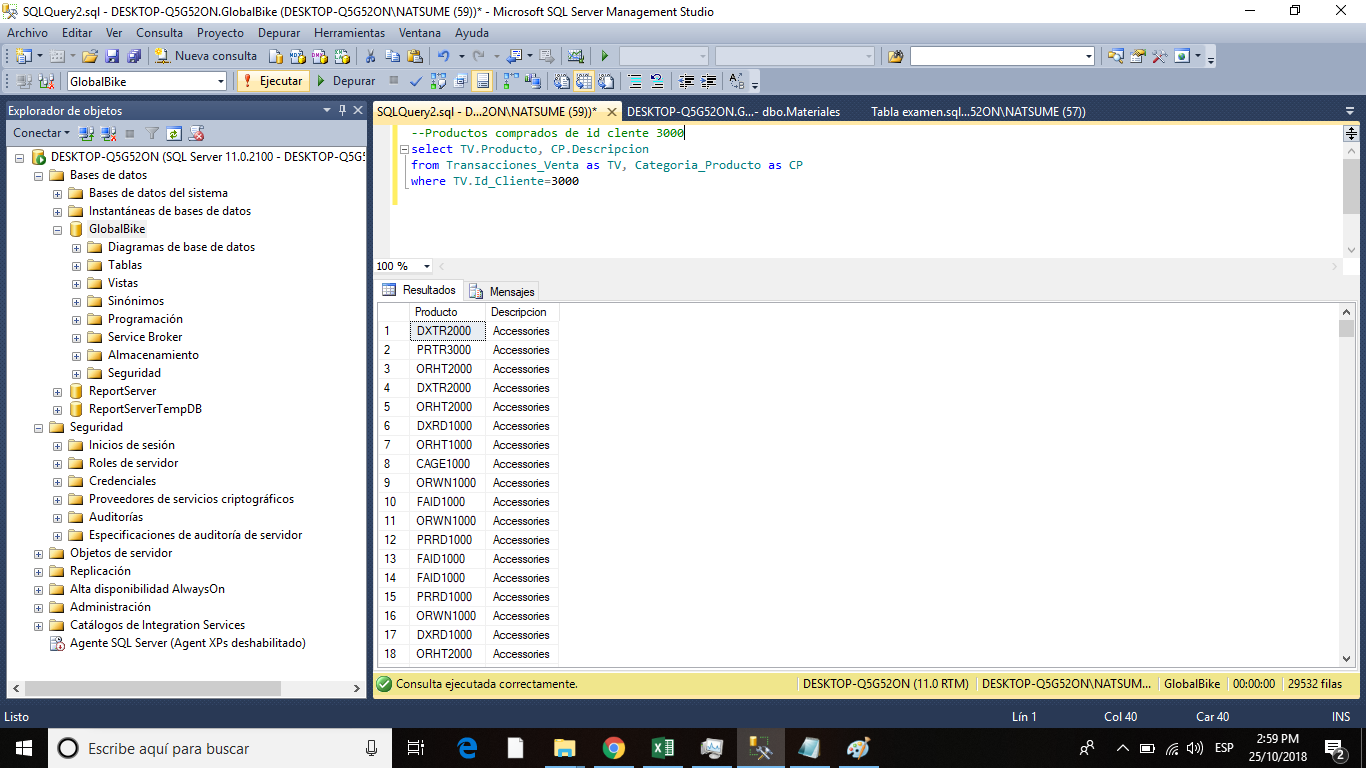 SQLQuery2.sql - DESKTOP-Q5G52ON.GlobalBike (DESKTOP-Q5G52ON\NATSUME (59))* - Microsoft SQL Server Management Studio
Archivo Editar Ver Consulta Proyecto Depurar Herramientas Ventana Ayuda
Nueva consulta
GlobalBike Ejecutar Depurar
Explorador de objetos
Conectar
DESKTOP-Q5G52ON (SQL Server 11.0.2100 - DESKTOP-Q5G5
Bases de datos
Bases de datos del sistema
Instantáneas de bases de datos
GlobalBike
Diagramas de base de datos
Tablas
Vistas
Sinónimos
Programación
Service Broker
Almacenamiento
Seguridad
ReportServer
ReportServerTempDB
Seguridad
Inicios de sesión
Roles de servidor
Credenciales
Proveedores de servicios criptográficos
Auditorías
Especificaciones de auditoría de servidor
Objetos de servidor
Replicación
Alta disponibilidad AlwaysOn
Administración
Catálogos de Integration Services
Agente SQL Server (Agent XPs deshabilitado)
SQLQuery2.sql - D...2ON\NATSUME (59))* DESKTOP-Q5G52ON.G...- dbo.Materiales Tabla examen.sql...52ON\NATSUME (57))
--Productos comprados de id clente 3000
select TV.Producto, CP.Descripcion
from Transacciones_Venta as TV, Categoria_Producto as CP
where TV.Id_Cliente=3000
100 %
Resultados Mensajes
Producto Descripcion
1 DXTR2000 Accessories
2 PRTR3000 Accessories
3 ORHT2000 Accessories
4 DXTR2000 Accessories
5 ORHT2000 Accessories
6 DXRD1000 Accessories
7 ORHT1000 Accessories
8 CAGE1000 Accessories
9 ORWN1000 Accessories
10 FAID1000 Accessories
11 ORWN1000 Accessories
12 PRRD1000 Accessories
13 FAID1000 Accessories
14 FAID1000 Accessories
15 PRRD1000 Accessories
16 ORWN1000 Accessories
17 DXRD1000 Accessories
18 ORHT2000 Accessories
Consulta ejecutada correctamente. DESKTOP-Q5G52ON (11.0 RTM) DESKTOP-Q5G52ON\NATSUM... GlobalBike 00:00:00 29532 filas
Listo Lín 1 Col 40 Car 40 INS
Escribe aquí para buscar ESP 2:59 PM
25/10/2018 2